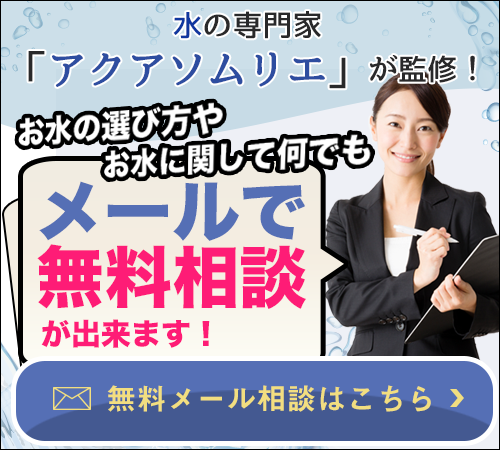 水の専門家
「アクアソムリエ」が監修！
お水の選び方や
お水に関して何でも
メールで
無料相談
が出来ます！
無料メール相談はこちら